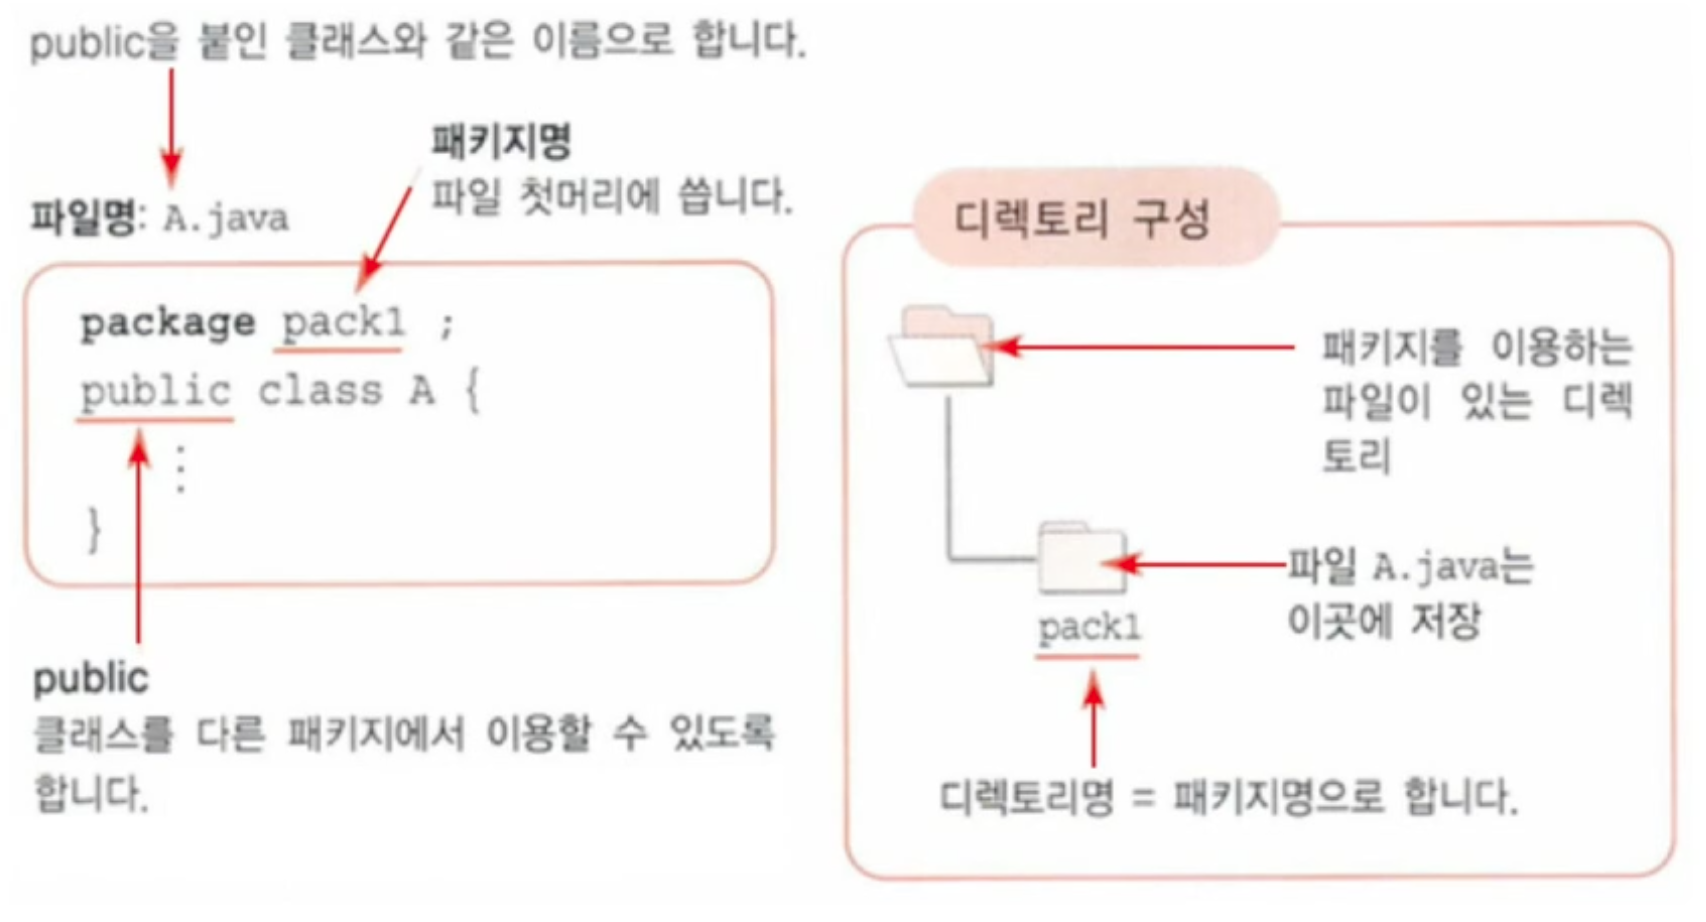 public을 붙인 클래스와 같은 이름으로 합니다.
패키지명
파일 첫머리에 씁니다.
파일명: A.java
package pack1 ;
public class A {
⋮
}
public
클래스를 다른 패키지에서 이용할 수 있도록
합니다.
디렉토리 구성
패키지를 이용하는
파일이 있는 디렉
토리
파일 A.java는
이곳에 저장
pack1
디렉토리명 = 패키지명으로 합니다.